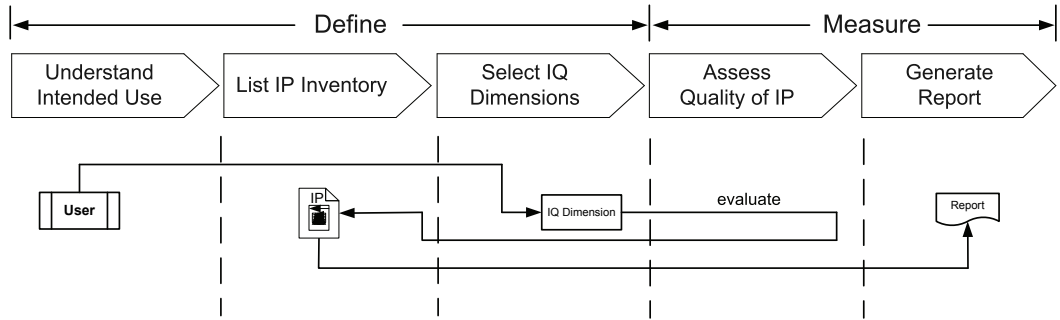 Define
Measure
Understand
Intended Use
List IP Inventory
Select IQ
Dimensions
Assess
Quality of IP
Generate
Report
User
IP
IQ Dimension
evaluate
Report